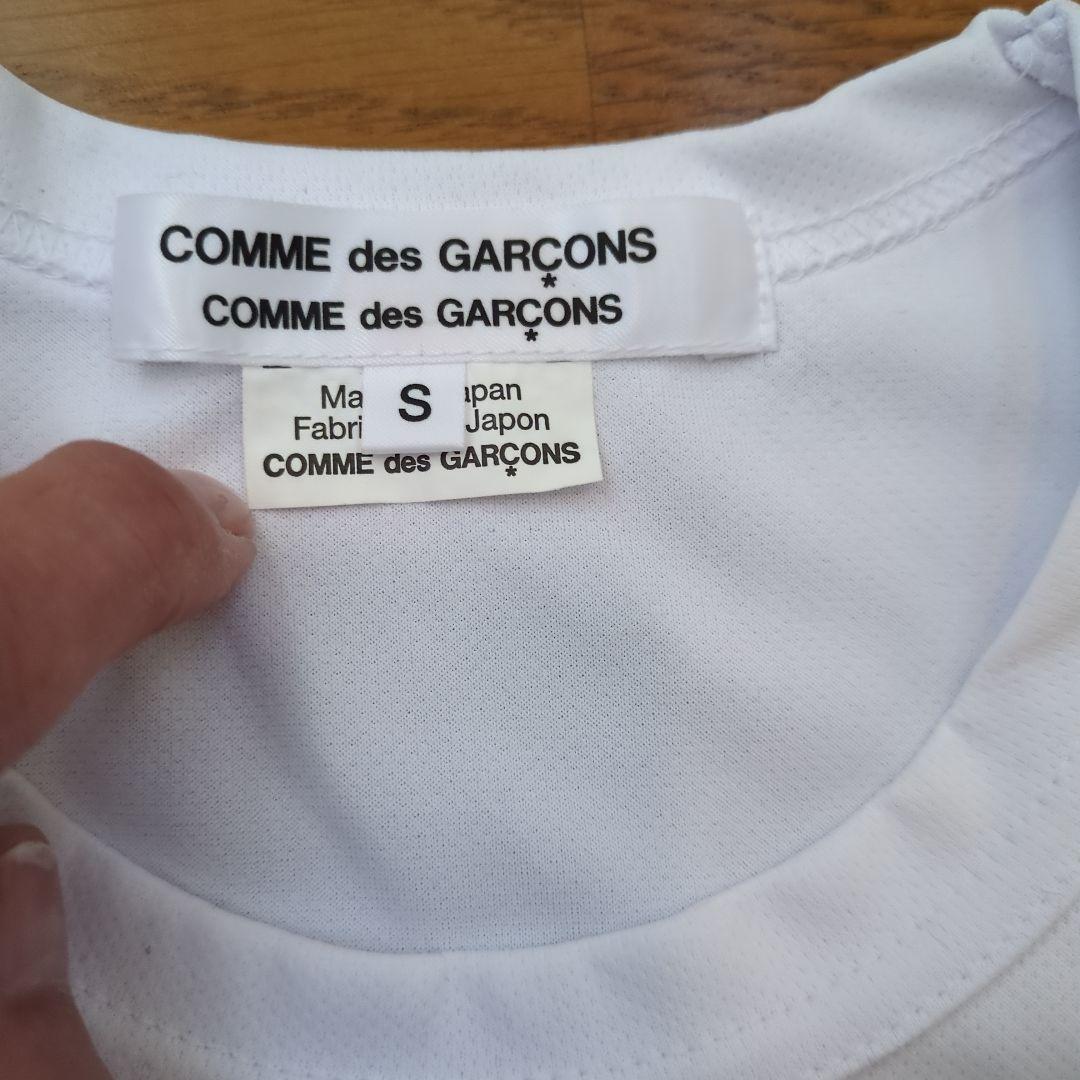 COMME des GARÇONS
COMME des GARÇONS
S
Ma apan
Fabri Japon
COMME des GARÇONS